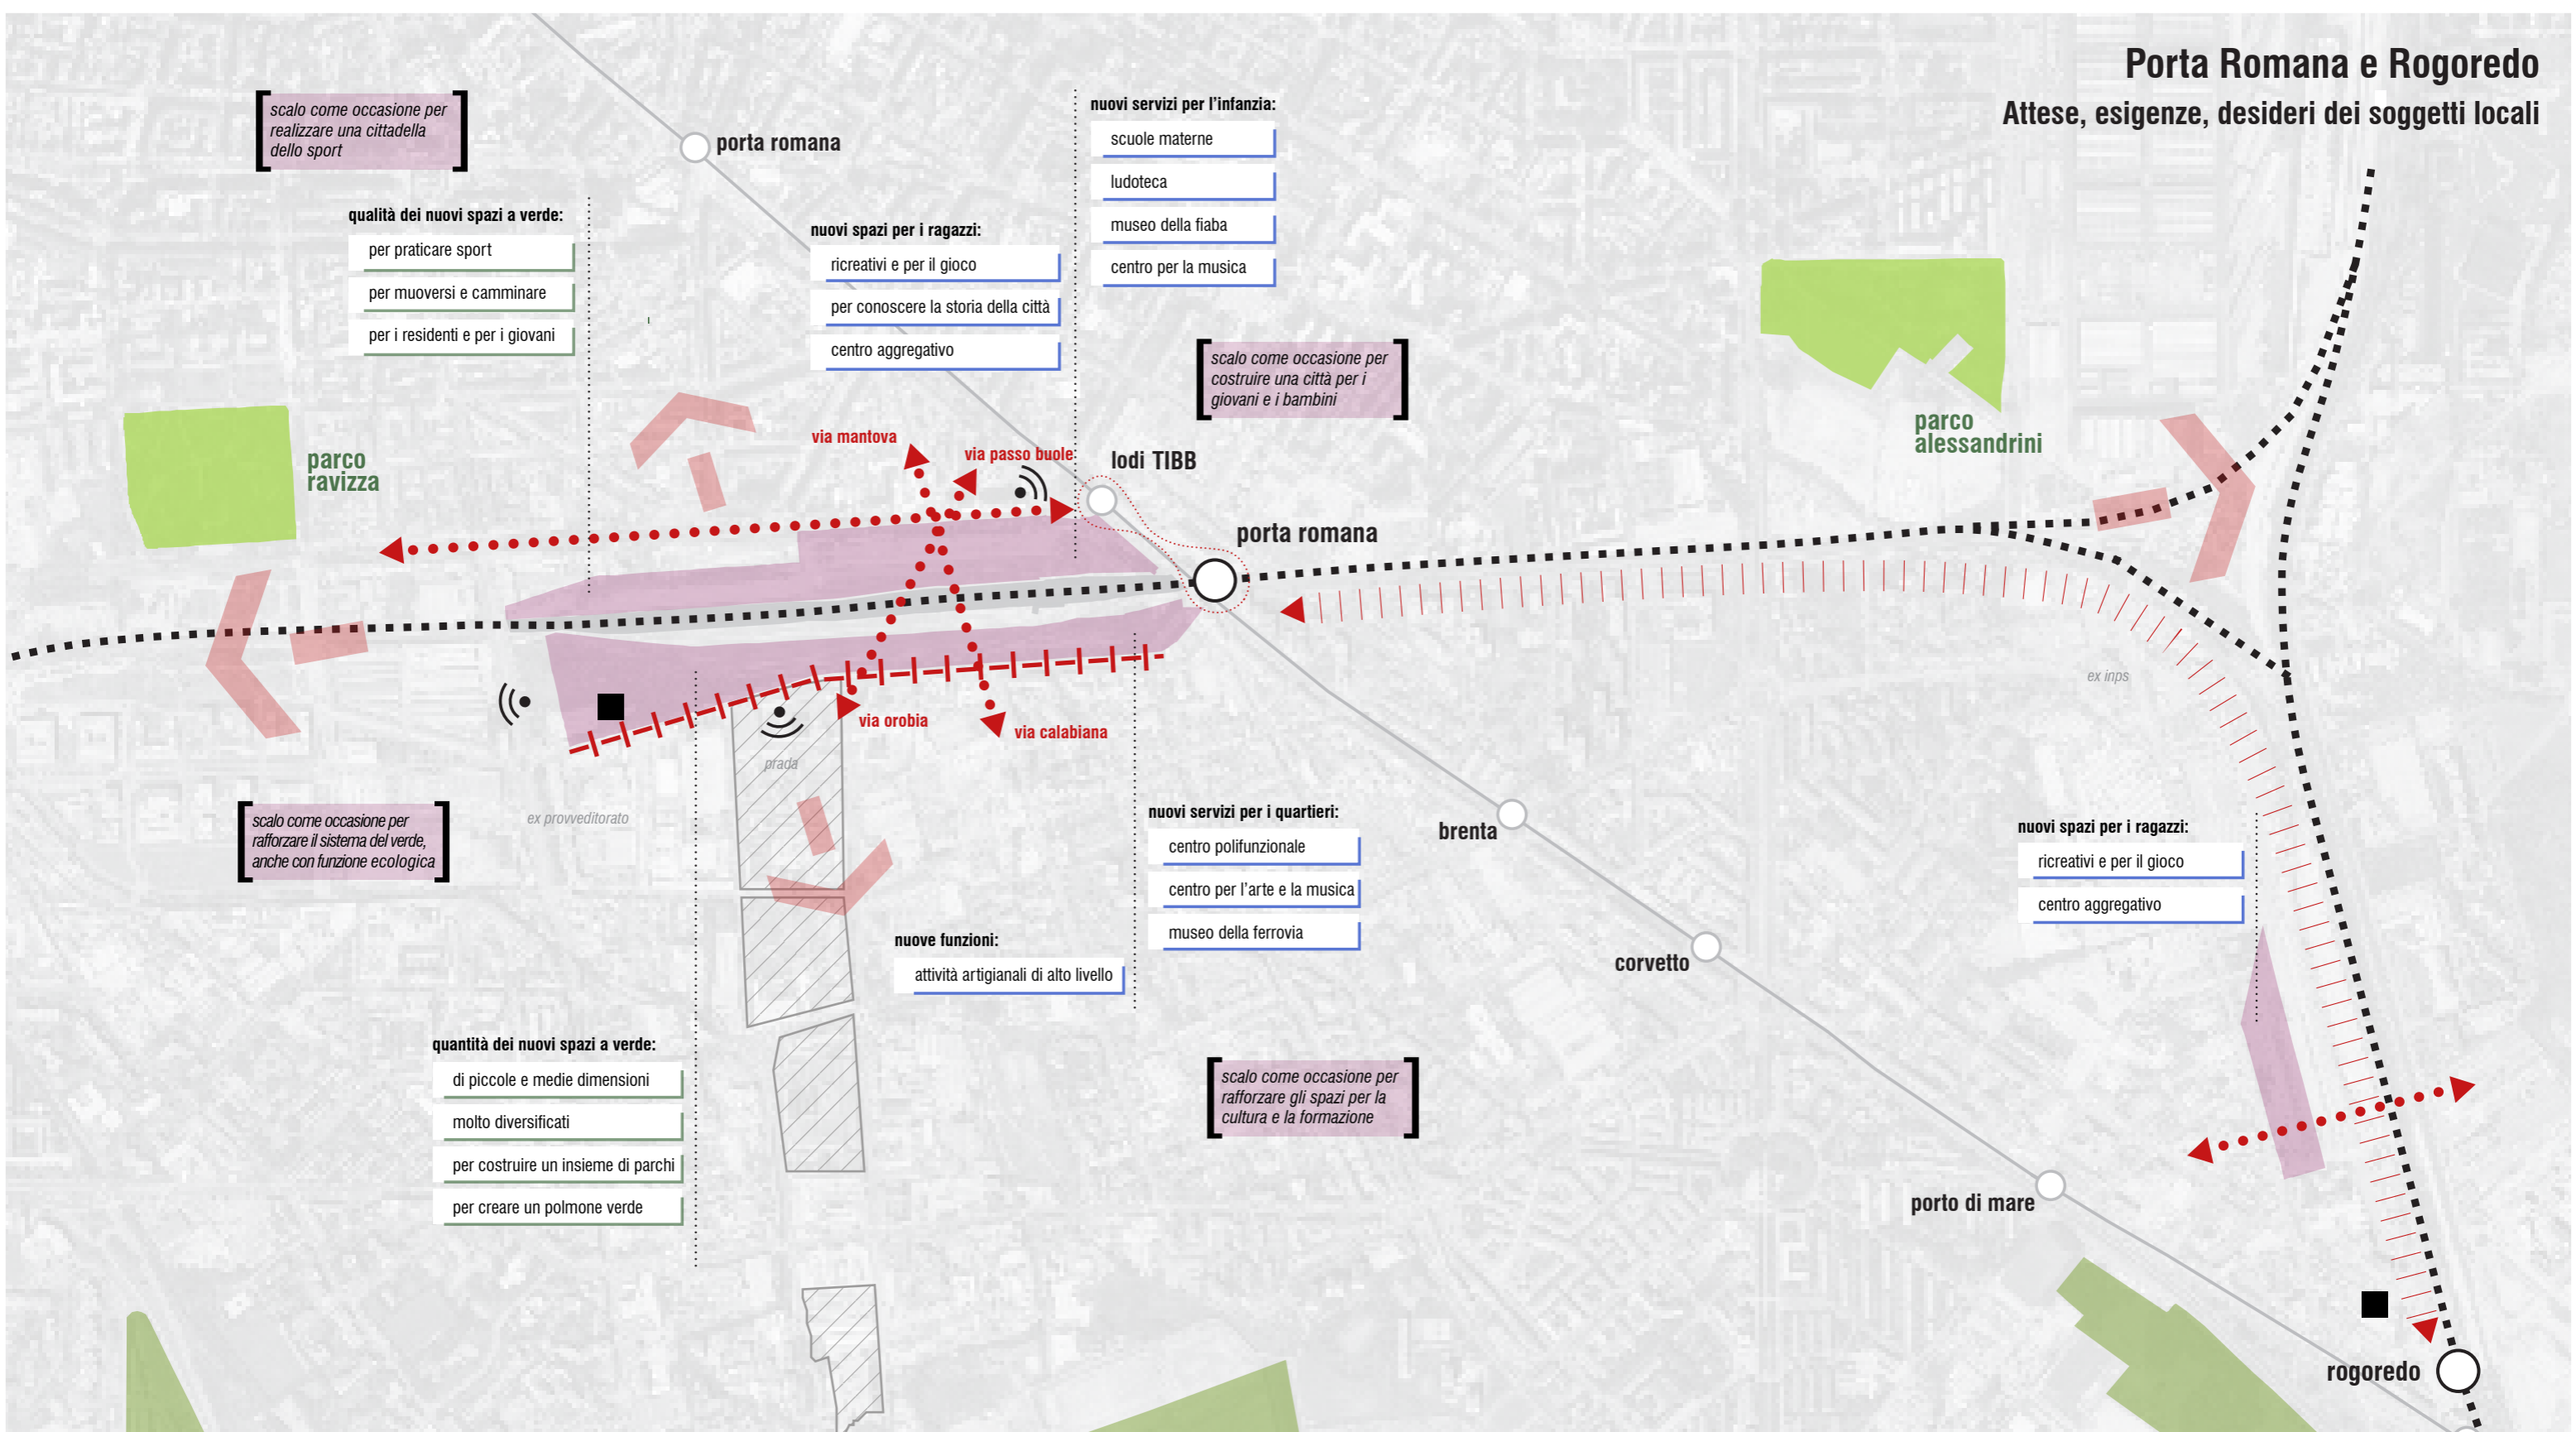 Porta Romana e Rogoredo
Attese, esigenze, desideri dei soggetti locali
scalo come occasione per
realizzare una cittadella
dello sport
porta romana
nuovi servizi per l'infanzia:
scuole materne
ludoteca
museo della fiaba
centro per la musica
qualità dei nuovi spazi a verde:
per praticare sport
per muoversi e camminare
per i residenti e per i giovani
nuovi spazi per i ragazzi:
ricreativi e per il gioco
per conoscere la storia della città
centro aggregativo
scalo come occasione per
costruire una città per i
giovani e i bambini
parco
ravizza
via mantova
via passo buole
lodi TIBB
porta romana
parco
alessandrini
ex inps
via orobia
via calabiana
prada
ex provveditorato
scalo come occasione per
rafforzare il sistema del verde,
anche con funzione ecologica
nuovi servizi per i quartieri:
centro polifunzionale
centro per l'arte e la musica
museo della ferrovia
brenta
nuovi spazi per i ragazzi:
ricreativi e per il gioco
centro aggregativo
nuove funzioni:
attività artigianali di alto livello
corvetto
quantità dei nuovi spazi a verde:
di piccole e medie dimensioni
molto diversificati
per costruire un insieme di parchi
per creare un polmone verde
scalo come occasione per
rafforzare gli spazi per la
cultura e la formazione
porto di mare
rogoredo